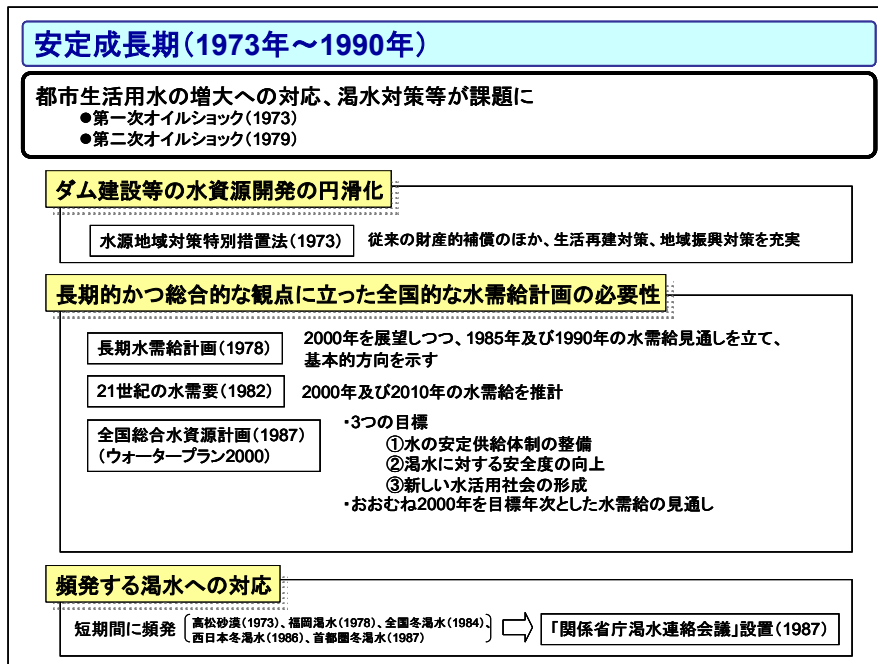 安定成長期(1973年～1990年)
都市生活用水の増大への対応、渇水対策等が課題に
●第一次オイルショック(1973)
●第二次オイルショック(1979)
ダム建設等の水資源開発の円滑化
水源地域対策特別措置法(1973) 従来の財産的補償のほか、生活再建対策、地域振興対策を充実
長期的かつ総合的な観点に立った全国的な水需給計画の必要性
長期水需給計画(1978) 2000年を展望しつつ、1985年及び1990年の水需給見通しを立て、
基本的方向を示す
21世紀の水需要(1982) 2000年及び2010年の水需給を推計
全国総合水資源計画(1987)
(ウォータープラン2000)
・3つの目標
①水の安定供給体制の整備
②渇水に対する安全度の向上
③新しい水活用社会の形成
・おおむね2000年を目標年次とした水需給の見通し
頻発する渇水への対応
短期間に頻発
高松砂漠(1973)、福岡渇水(1978)、全国冬渇水(1984)、
西日本冬渇水(1986)、首都圏冬渇水(1987)
「関係省庁渇水連絡会議」設置(1987)